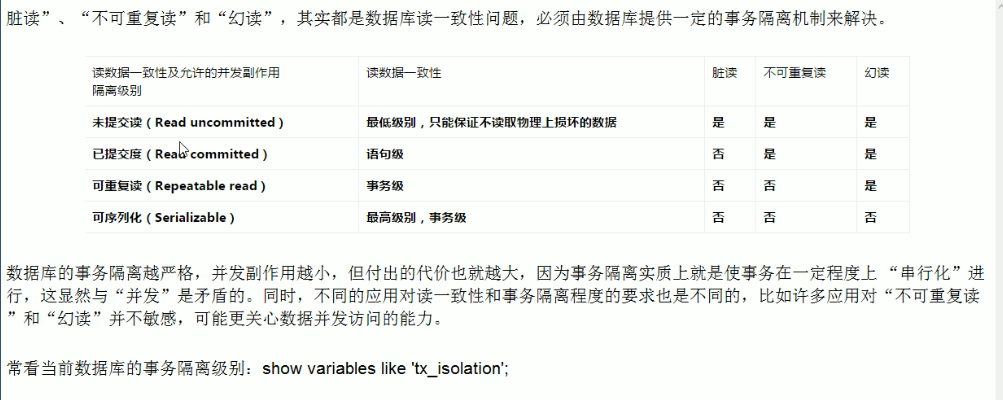 脏读”、“不可重复读”和“幻读”，其实都是数据库读一致性问题，必须由数据库提供一定的事务隔离机制来解决。
读数据一致性及允许的并发副作用 读数据一致性 脏读 不可重复读 幻读
隔离级别
未提交读（Read uncommitted） 最低级别，只能保证不读取物理上损坏的数据 是 是 是
已提交度（Read committed） 语句级 否 是 是
可重复读（Repeatable read） 事务级 否 否 是
可序列化（Serializable） 最高级别，事务级 否 否 否
数据库的事务隔离越严格，并发副作用越小，但付出的代价也就越大，因为事务隔离实质上就是使事务在一定程度上 “串行化”进
行，这显然与“并发”是矛盾的。同时，不同的应用对读一致性和事务隔离程度的要求也是不同的，比如许多应用对“不可重复读
”和“幻读”并不敏感，可能更关心数据并发访问的能力。
常看当前数据库的事务隔离级别：show variables like 'tx_isolation';